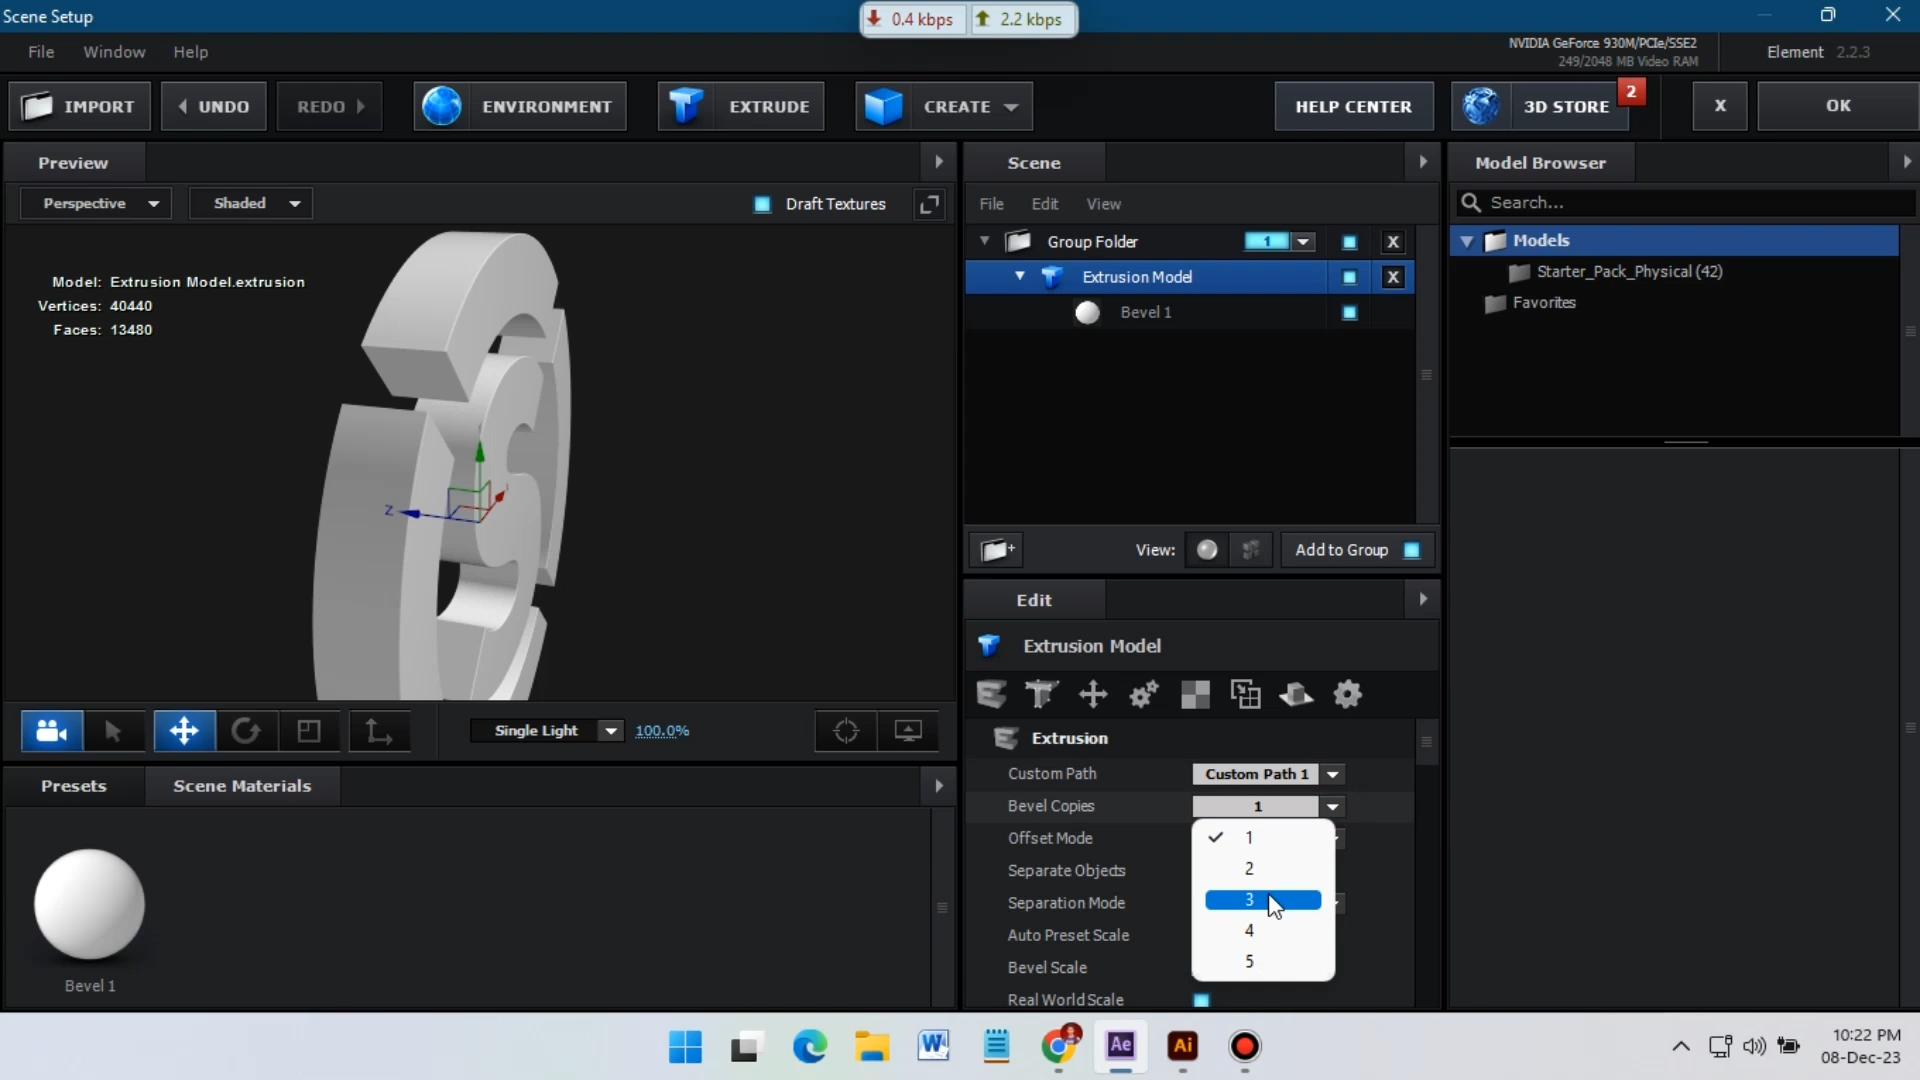 Scene Setup
0.4 kbps
2.2 kbps
File
Window
Help
NVIDIA GeForce 930M/PCIe/SSE2
249/2048 MB Video RAM
Element 2.2.3
IMPORT
UNDO
REDO
ENVIRONMENT
EXTRUDE
CREATE
HELP CENTER
3D STORE
2
X
OK
Preview
Scene
Model Browser
Perspective
Shaded
Draft Textures
File
Edit
View
Search...
Model: Extrusion Model.extrusion
Vertices: 40440
Faces: 13480
Z
Group Folder
1
X
Extrusion Model
X
Bevel 1
Models
Starter_Pack_Physical (42)
Favorites
View:
Add to Group
Edit
Extrusion Model
Single Light
100.0%
Extrusion
Custom Path
Custom Path 1
Bevel Copies
1
Offset Mode
Separate Objects
Separation Mode
Auto Preset Scale
Bevel Scale
Real World Scale
1
2
3
4
5
Presets
Scene Materials
Bevel 1
W
Ae
Ai
10:22 PM
08-Dec-23